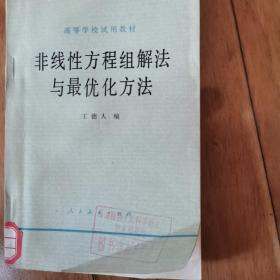 高等学校试用教材
非线性方程组解法
与最优化方法
王德人 编